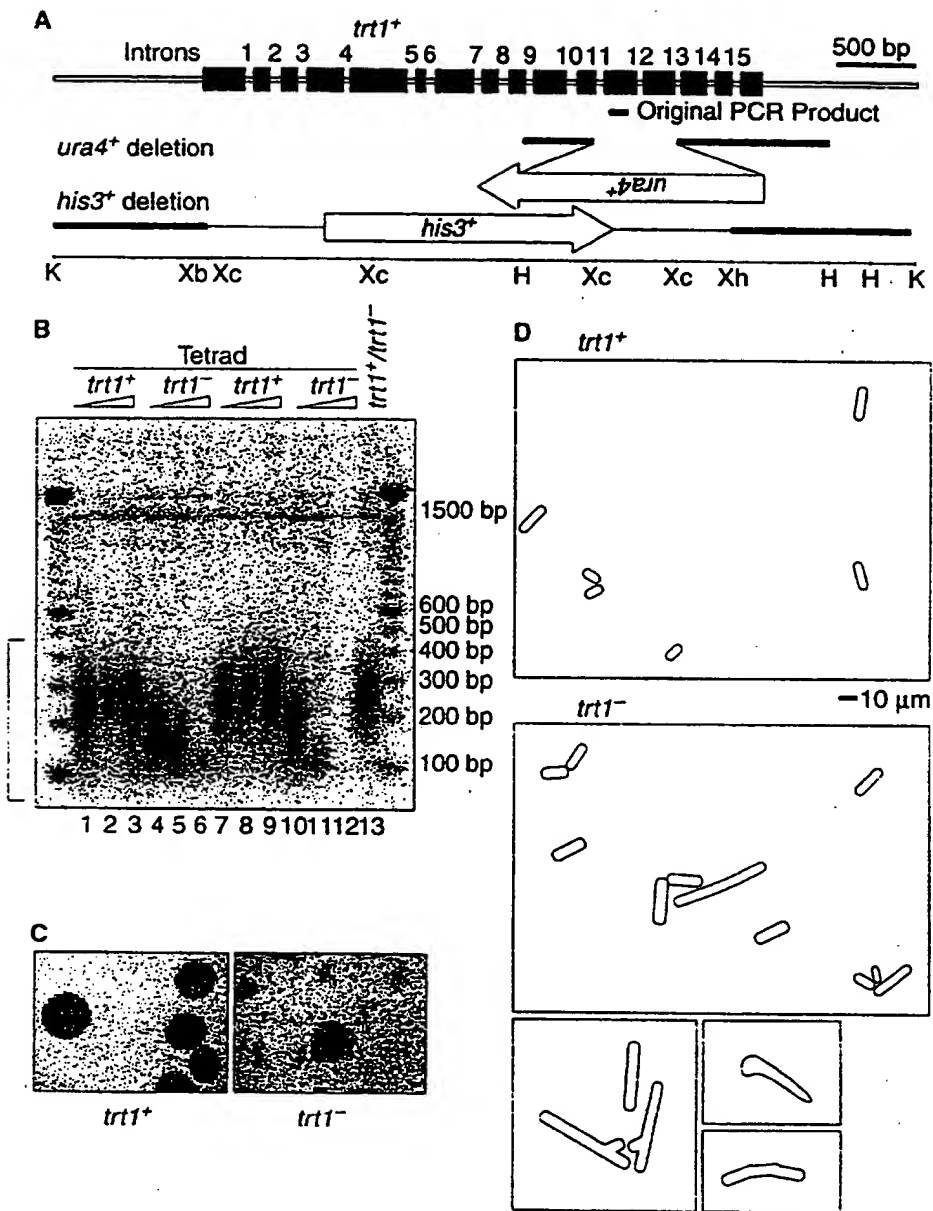 A
trt1+
Introns 1 2 3 4 5 6 7 8 9 10 11 12 13 14 15
500 bp
Original PCR Product
ura4+ deletion
ura4+
his3+ deletion
his3+
K Xb Xc Xc H Xc Xc Xh H H K
B
Tetrad
trt1+ trt1− trt1+ trt1− trt1+/trt1−
1500 bp
600 bp
500 bp
400 bp
300 bp
200 bp
100 bp
1 2 3 4 5 6 7 8 9 10 11 12 13
C
trt1+ trt1−
D
trt1+
10 μm
trt1−